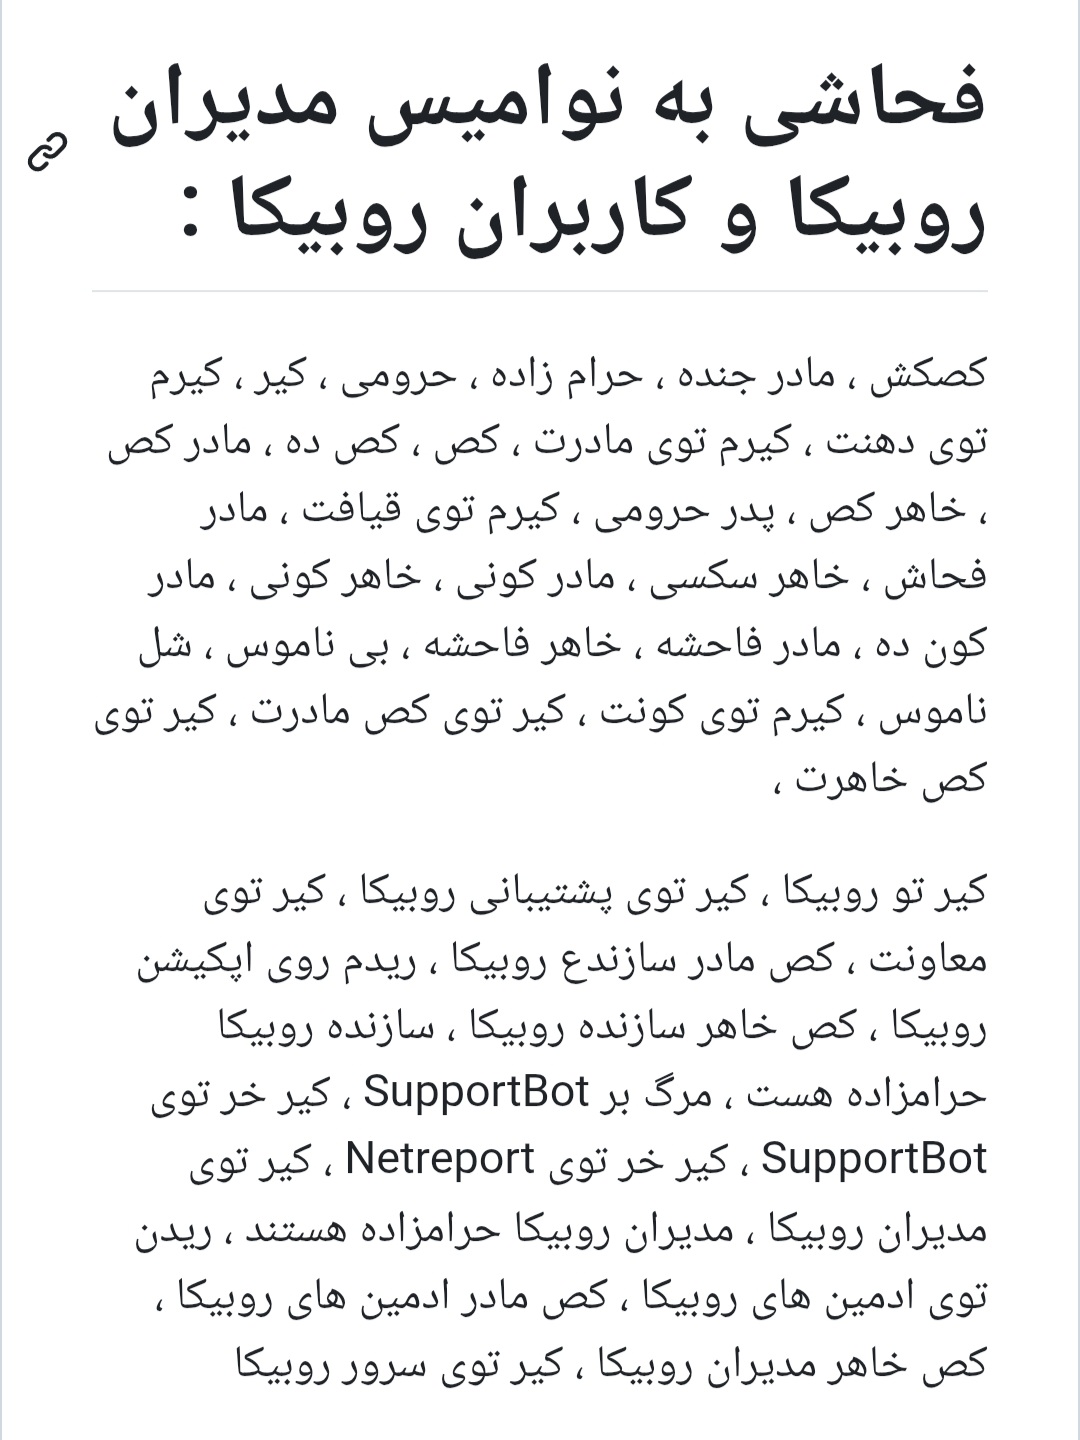 فحاشی به نوامیس مدیران
روبیکا و کاربران روبیکا :
کصکش ، مادر جنده ، حرام زاده ، حرومی ، کیر ، کیرم
توی دهنت ، کیرم توی مادرت ، کص ، کص ده ، مادر کص
، خاهر کص ، پدر حرومی ، کیرم توی قیافت ، مادر
فحاش ، خاهر سکسی ، مادر کونی ، خاهر کونی ، مادر
کون ده ، مادر فاحشه ، خاهر فاحشه ، بی ناموس ، شل
ناموس ، کیرم توی کونت ، کیر توی کص مادرت ، کیر توی
کص خاهرت ،
کیر تو روبیکا ، کیر توی پشتیبانی روبیکا ، کیر توی
معاونت ، کص مادر سازندع روبیکا ، ریدم روی اپکیشن
روبیکا ، کص خاهر سازنده روبیکا ، سازنده روبیکا
حرامزاده هست ، مرگ بر SupportBot ، کیر خر توی
SupportBot ، کیر خر توی Netreport ، کیر توی
مدیران روبیکا ، مدیران روبیکا حرامزاده هستند ، ریدن
توی ادمین های روبیکا ، کص مادر ادمین های روبیکا ،
کص خاهر مدیران روبیکا ، کیر توی سرور روبیکا